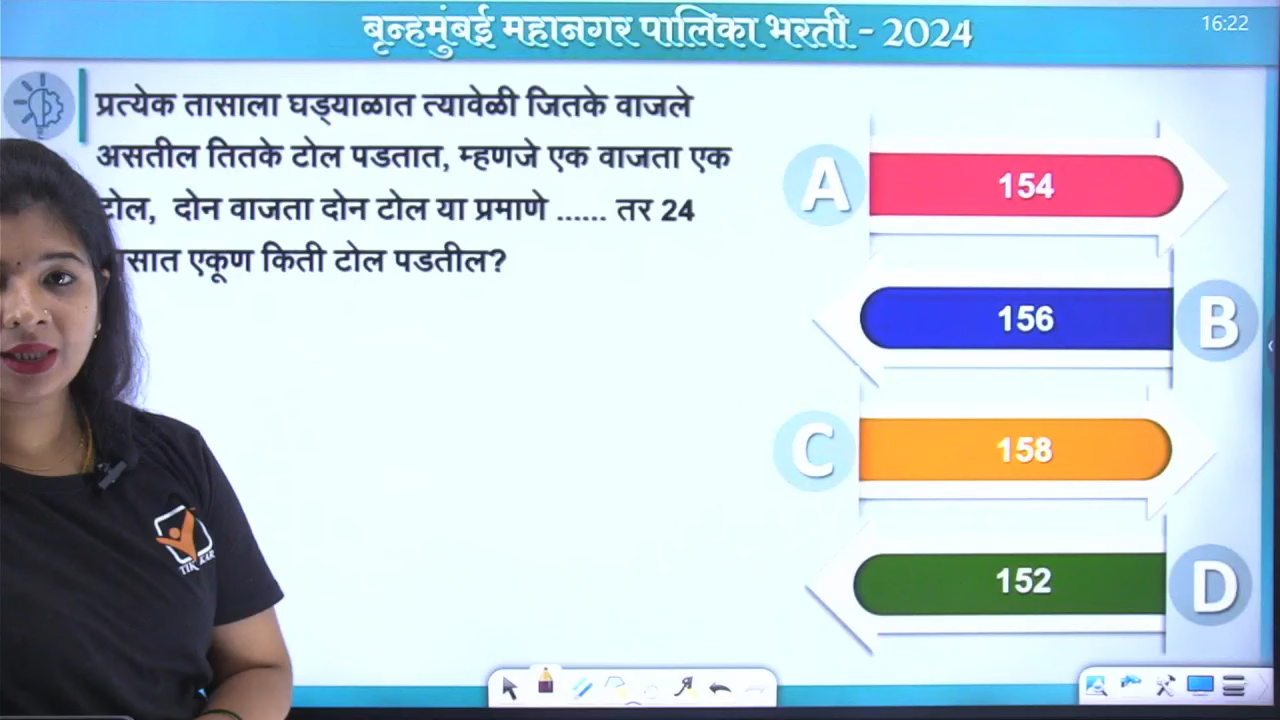 बृन्हमुंबई महानगर पालिका भरती - 2024
16:22
प्रत्येक तासाला घड्याळात त्यावेळी जितके वाजले
असतील तितके टोल पडतात, म्हणजे एक वाजता एक
टोल, दोन वाजता दोन टोल या प्रमाणे ...... तर 24
एकूण किती टोल पडतील?
A
154
156
B
C
158
152
D